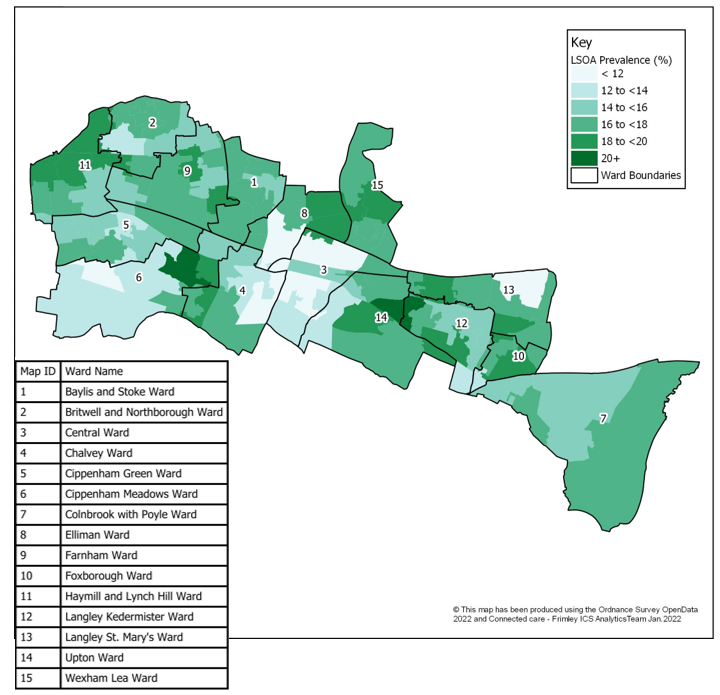 Key
LSOA Prevalence (%)
< 12
12 to <14
14 to <16
16 to <18
18 to <20
20+
Ward Boundaries
2
11
9
1
15
8
5
6
3
4
13
14
12
10
7
Map ID Ward Name
1 Baylis and Stoke Ward
2 Britwell and Northborough Ward
3 Central Ward
4 Chalvey Ward
5 Cippenham Green Ward
6 Cippenham Meadows Ward
7 Colnbrook with Poyle Ward
8 Elliman Ward
9 Farnham Ward
10 Foxborough Ward
11 Haymill and Lynch Hill Ward
12 Langley Kedermister Ward
13 Langley St. Mary's Ward
14 Upton Ward
15 Wexham Lea Ward
© This map has been produced using the Ordnance Survey OpenData
2022 and Connected care - Frimley ICS AnalyticsTeam Jan.2022